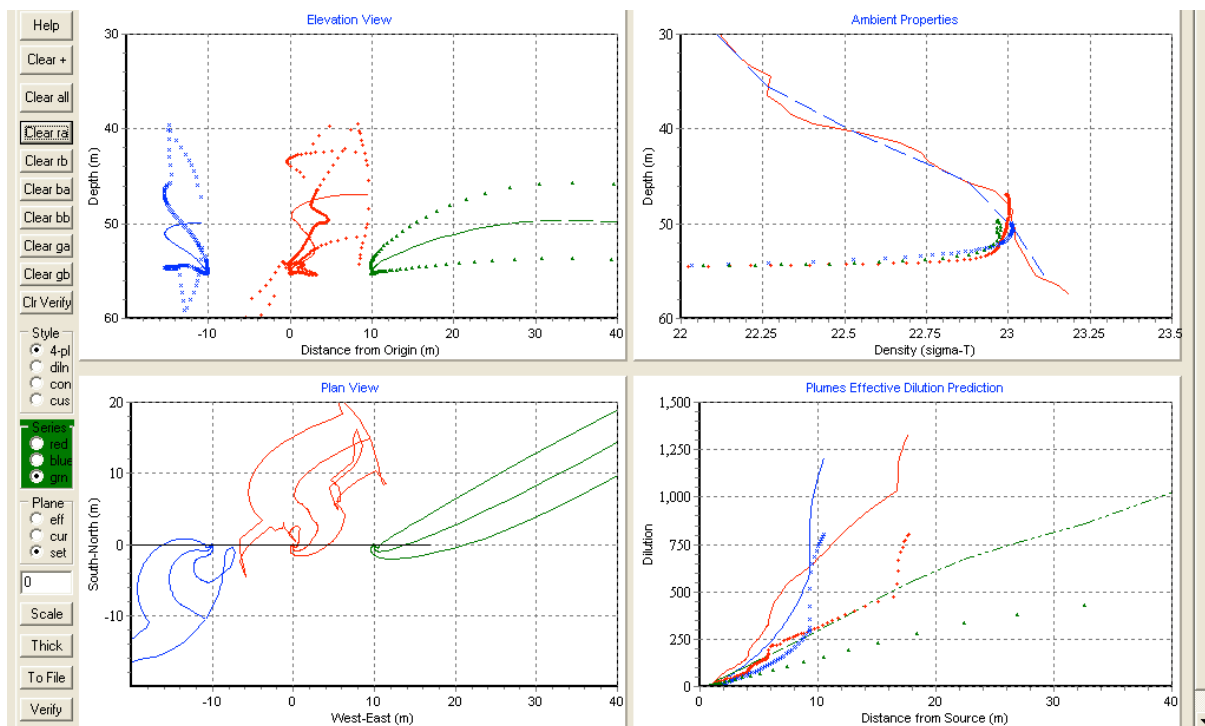 Help
Clear +
Clear all
Clear ra
Clear rb
Clear ba
Clear bb
Clear ga
Clear gb
Clr Verify
Style
4-pl
diln
con
cus
Series
red
blue
grn
Plane
eff
cur
set
0
Scale
Thick
To File
Verify
Elevation View
30
40
50
60
Depth (m)
-10 0 10 20 30 40
Distance from Origin (m)
Ambient Properties
30
40
50
60
Depth (m)
22 22.25 22.5 22.75 23 23.25 23.5
Density (sigma-T)
Plan View
20
10
0
-10
South-North (m)
-10 0 10 20 30 40
West-East (m)
Plumes Effective Dilution Prediction
1,500
1,250
1,000
750
500
250
0
Dilution
0 10 20 30 40
Distance from Source (m)